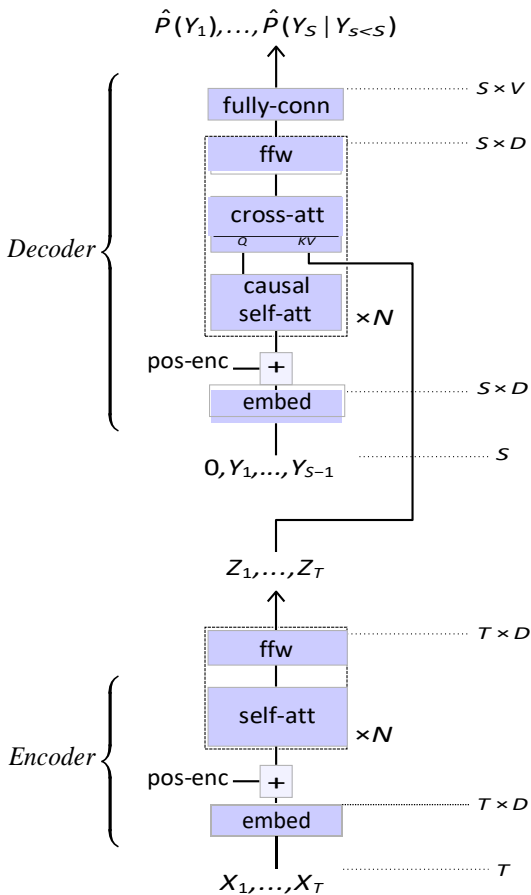 P̂(Y₁),..., P̂(Y_S | Y_{s<S})
fully-conn
S × V
ffw
S × D
cross-att
Q KV
Decoder
causal
self-att
×N
pos-enc +
embed
S × D
0, Y₁,..., Y_{S−1}
S
Z₁,..., Z_T
ffw
T × D
self-att
×N
Encoder
pos-enc +
embed
T × D
X₁,..., X_T
T